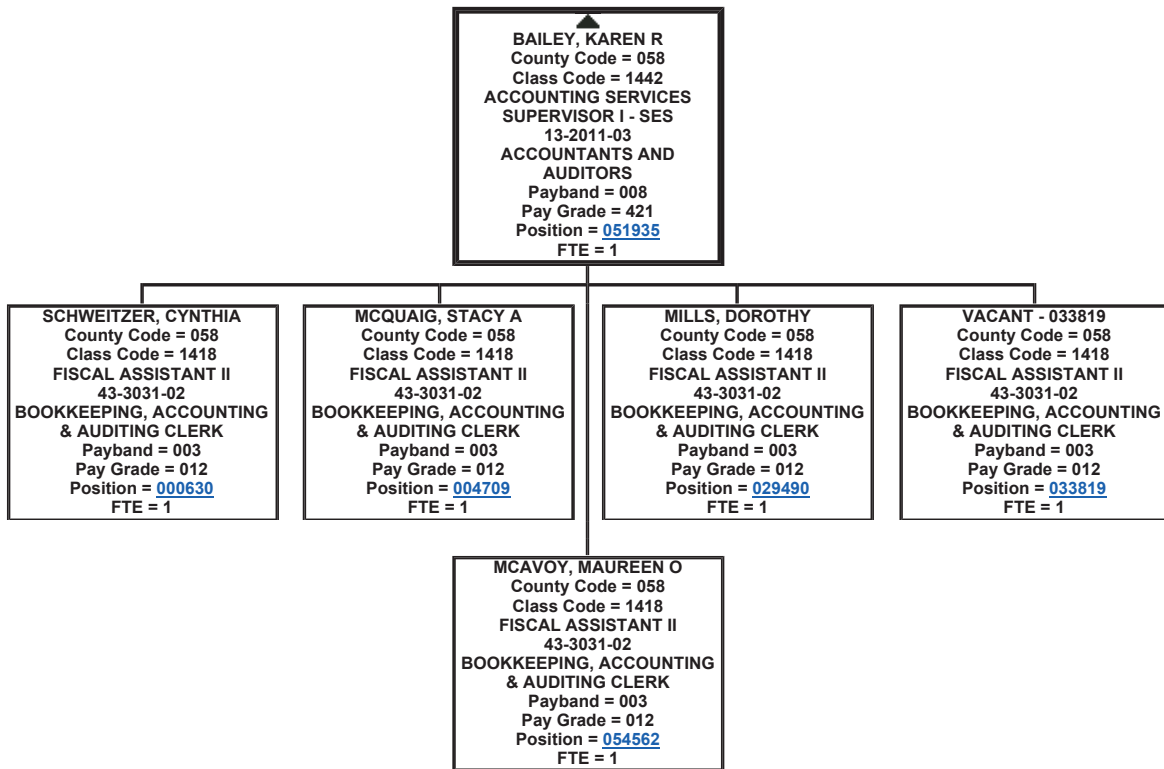 BAILEY, KAREN R
County Code = 058
Class Code = 1442
ACCOUNTING SERVICES
SUPERVISOR I - SES
13-2011-03
ACCOUNTANTS AND
AUDITORS
Payband = 008
Pay Grade = 421
Position = 051935
FTE = 1
SCHWEITZER, CYNTHIA
County Code = 058
Class Code = 1418
FISCAL ASSISTANT II
43-3031-02
BOOKKEEPING, ACCOUNTING
& AUDITING CLERK
Payband = 003
Pay Grade = 012
Position = 000630
FTE = 1
MCQUAIG, STACY A
County Code = 058
Class Code = 1418
FISCAL ASSISTANT II
43-3031-02
BOOKKEEPING, ACCOUNTING
& AUDITING CLERK
Payband = 003
Pay Grade = 012
Position = 004709
FTE = 1
MILLS, DOROTHY
County Code = 058
Class Code = 1418
FISCAL ASSISTANT II
43-3031-02
BOOKKEEPING, ACCOUNTING
& AUDITING CLERK
Payband = 003
Pay Grade = 012
Position = 029490
FTE = 1
VACANT - 033819
County Code = 058
Class Code = 1418
FISCAL ASSISTANT II
43-3031-02
BOOKKEEPING, ACCOUNTING
& AUDITING CLERK
Payband = 003
Pay Grade = 012
Position = 033819
FTE = 1
MCAVOY, MAUREEN O
County Code = 058
Class Code = 1418
FISCAL ASSISTANT II
43-3031-02
BOOKKEEPING, ACCOUNTING
& AUDITING CLERK
Payband = 003
Pay Grade = 012
Position = 054562
FTE = 1